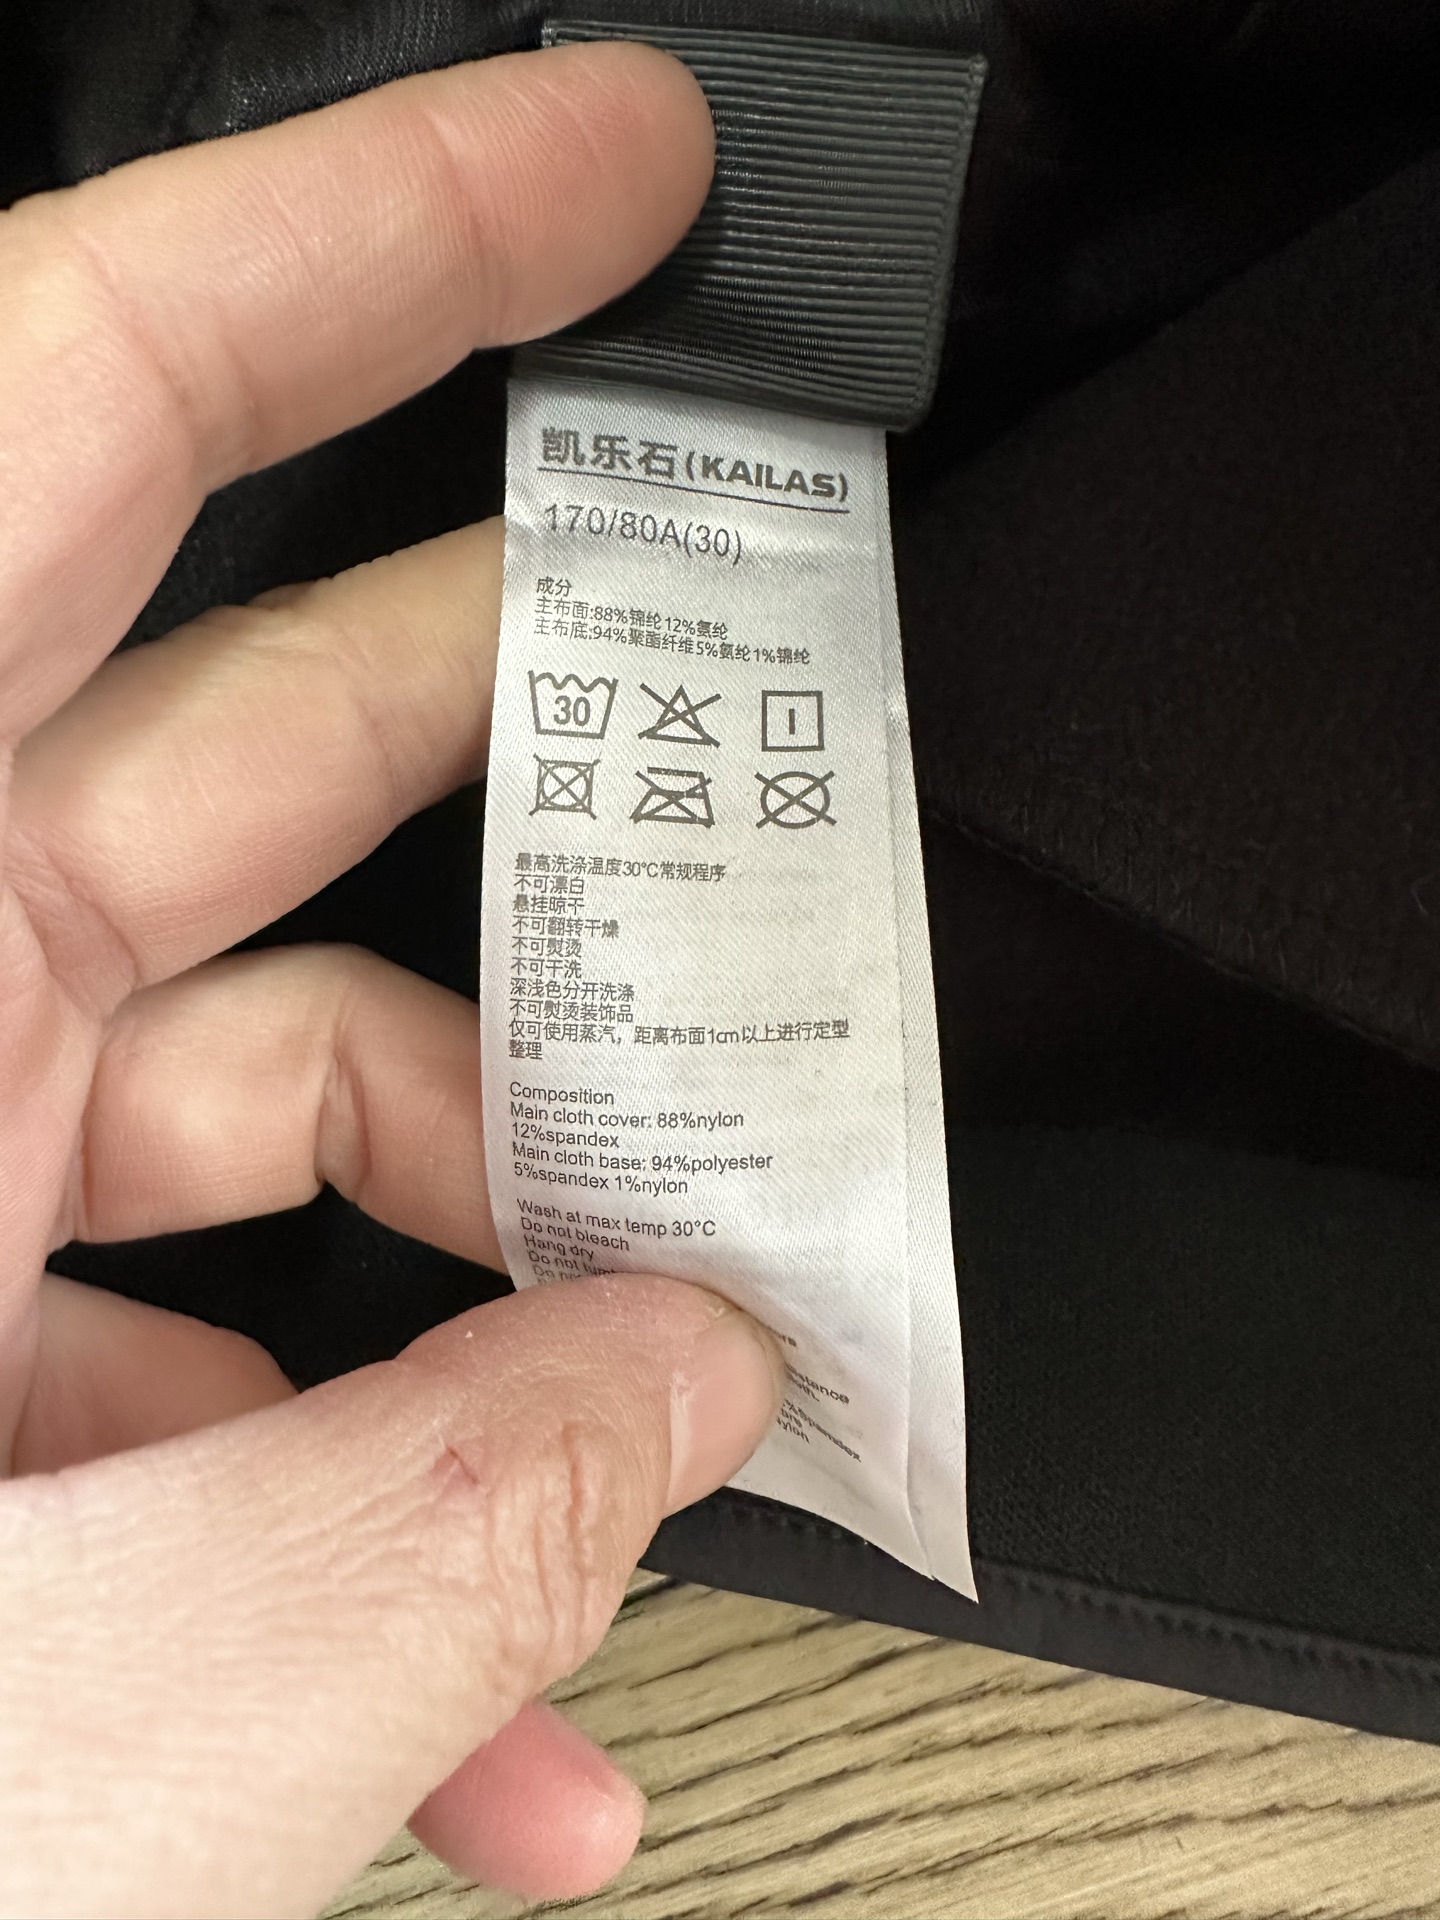 凯乐石(KAILAS)
170/80A(30)
成分
主布面:88%锦纶12%氨纶
主布底:94%聚酯纤维5%氨纶1%锦纶
30
最高洗涤温度30°C常规程序
不可漂白
悬挂晾干
不可翻转干燥
不可熨烫
不可干洗
深浅色分开洗涤
不可熨烫装饰品
仅可使用蒸汽，距离布面1cm以上进行定型
整理
Composition
Main cloth cover: 88%nylon
12%spandex
Main cloth base: 94%polyester
5%spandex 1%nylon
Wash at max temp 30°C
Do not bleach
Hang dry
Do not
Do